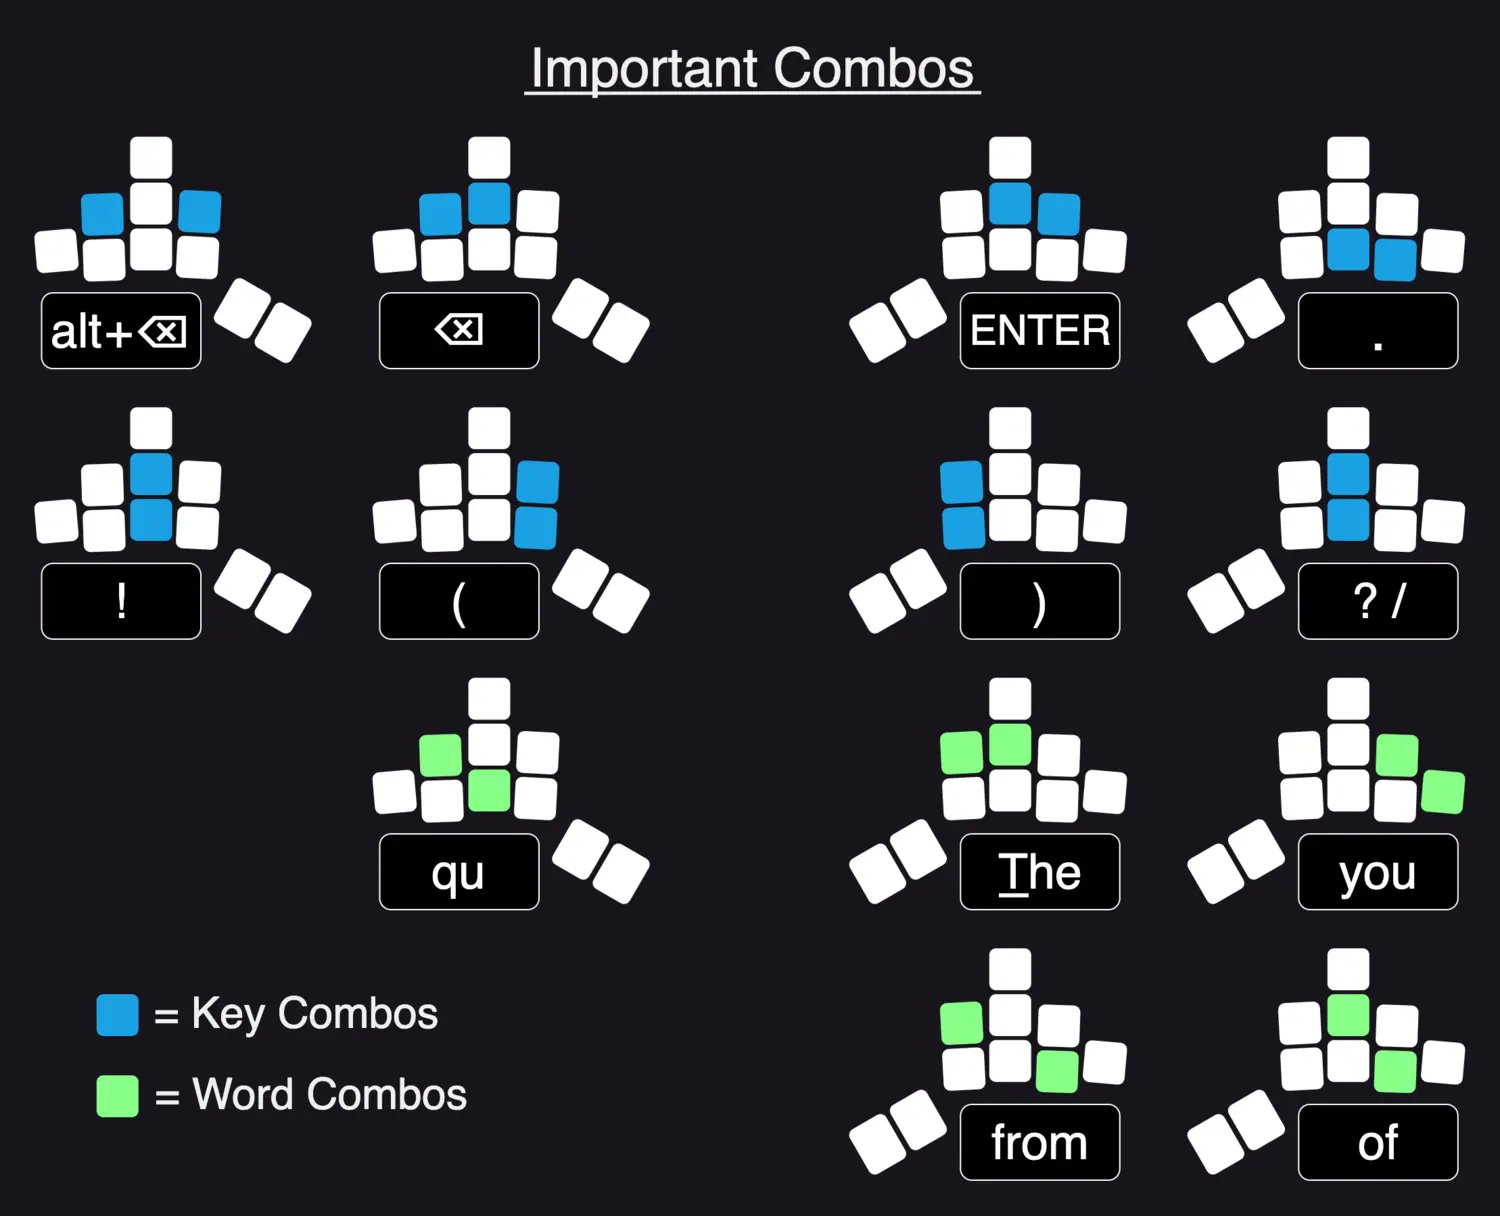 Important Combos
alt+⌫
⌫
ENTER
.
!
(
)
? /
qu
The
you
= Key Combos
= Word Combos
from
of